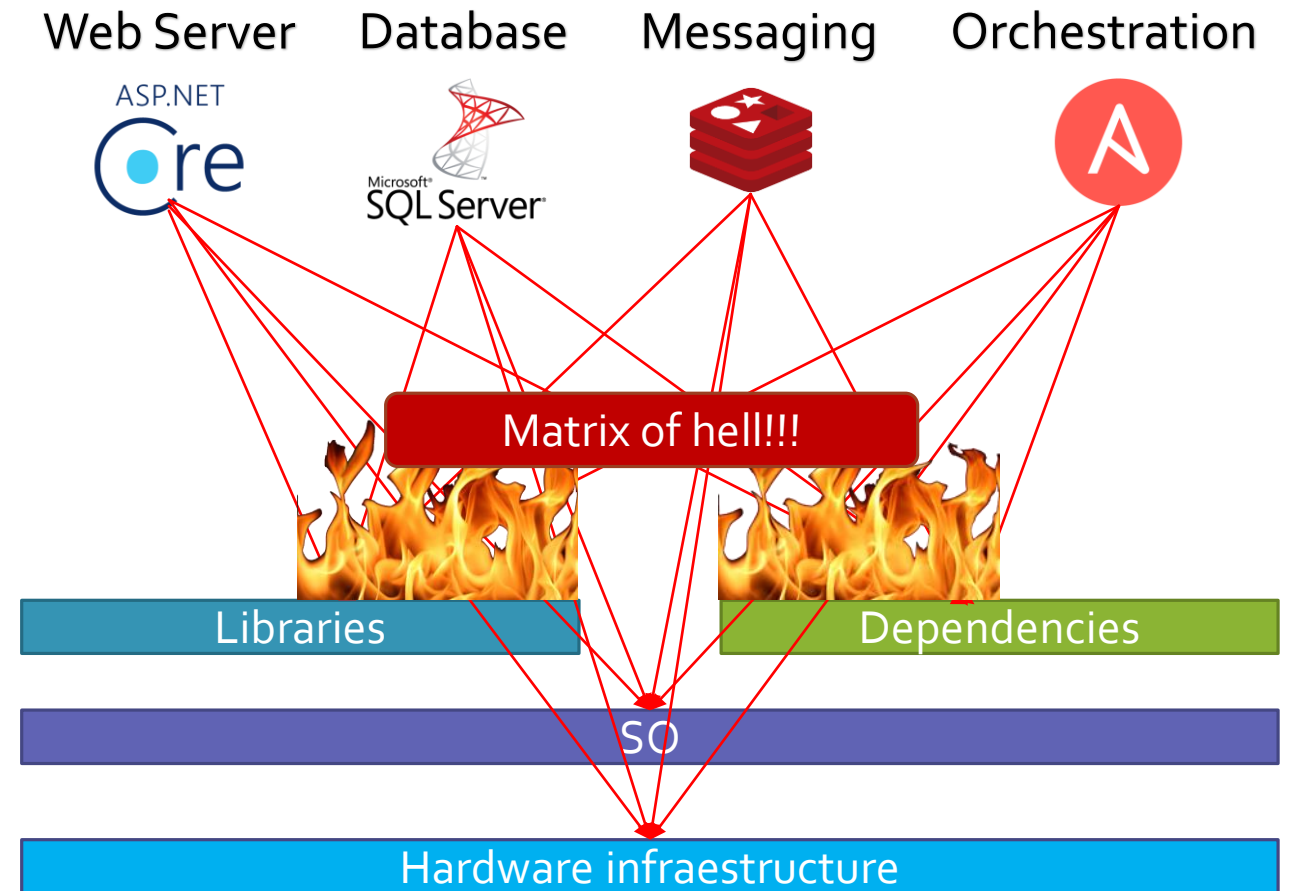 Web Server Database Messaging Orchestration
ASP.NET
Core
Microsoft®
SQL Server®
Matrix of hell!!!
Libraries Dependencies
SO
Hardware infraestructure